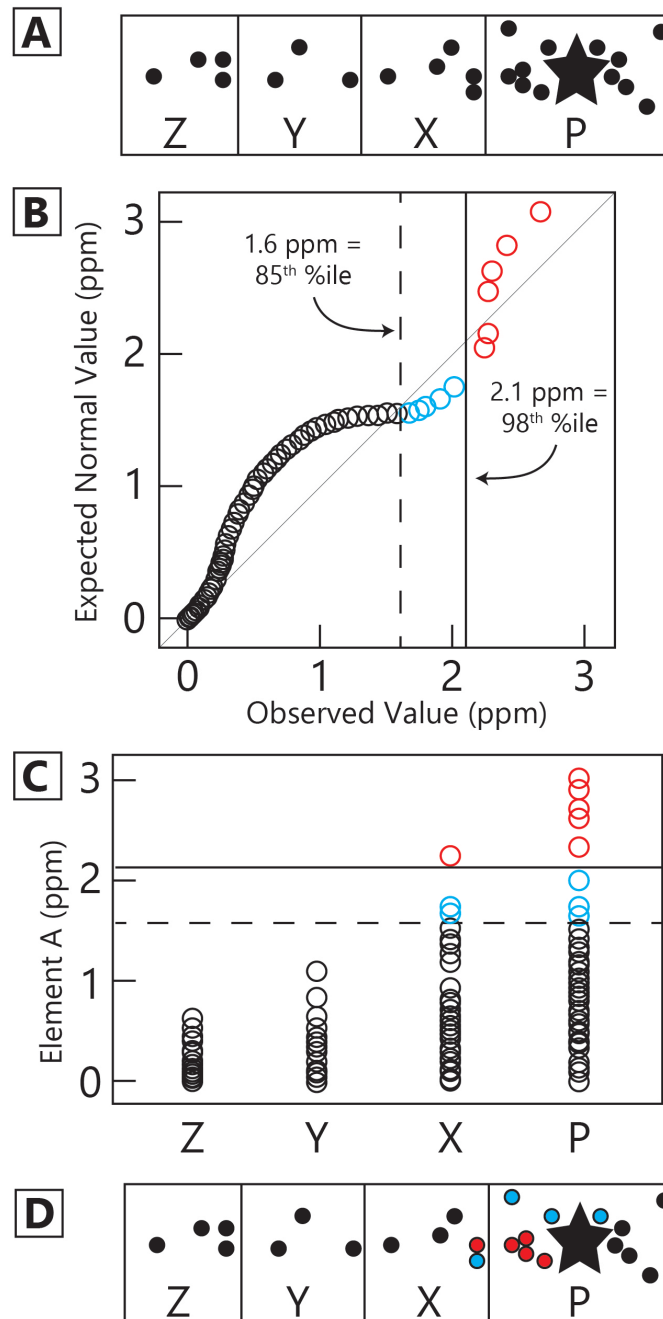 A
Z Y X P
B
Expected Normal Value (ppm)
3
2
1
0
1.6 ppm =
85th %ile
2.1 ppm =
98th %ile
0 1 2 3
Observed Value (ppm)
C
Element A (ppm)
3
2
1
0
Z Y X P
D
Z Y X P